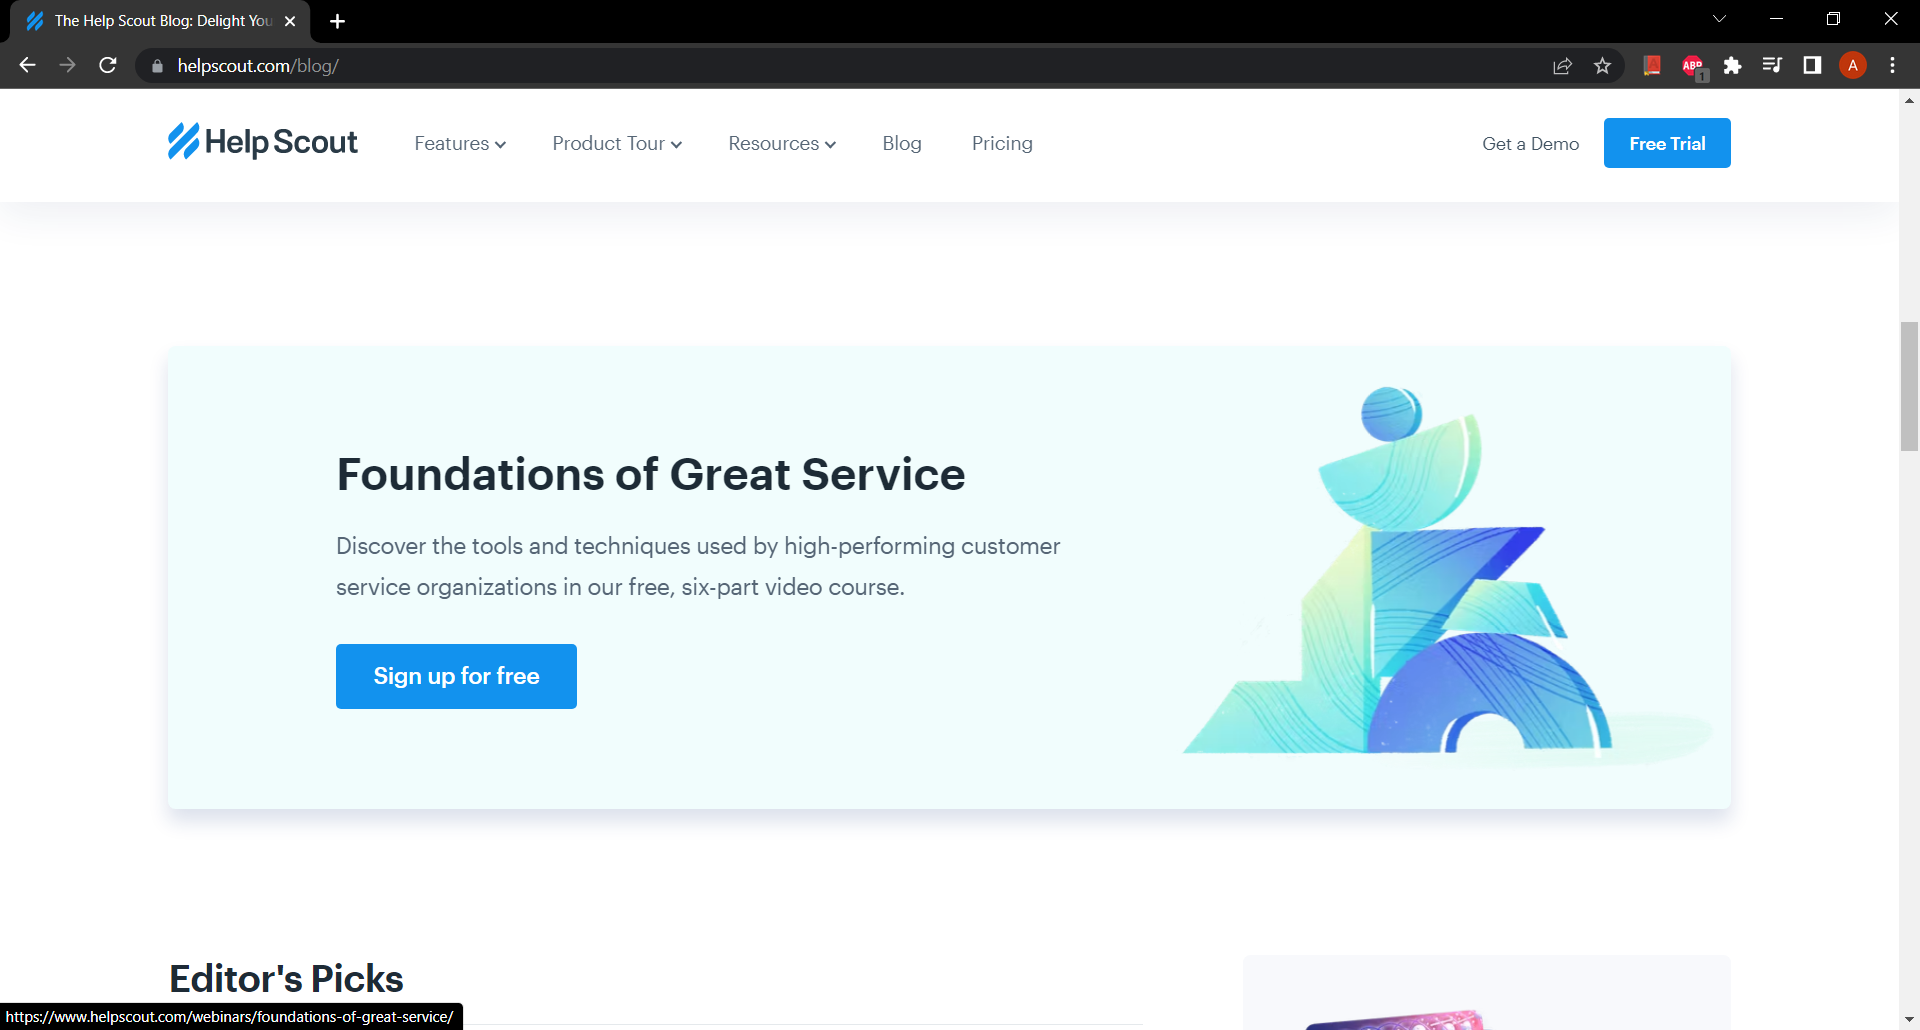 The Help Scout Blog: Delight You
helpscout.com/blog/
ABP
1
A
Help Scout
Features
Product Tour
Resources
Blog
Pricing
Get a Demo
Free Trial
Foundations of Great Service
Discover the tools and techniques used by high-performing customer
service organizations in our free, six-part video course.
Sign up for free
Editor's Picks
https://www.helpscout.com/webinars/foundations-of-great-service/